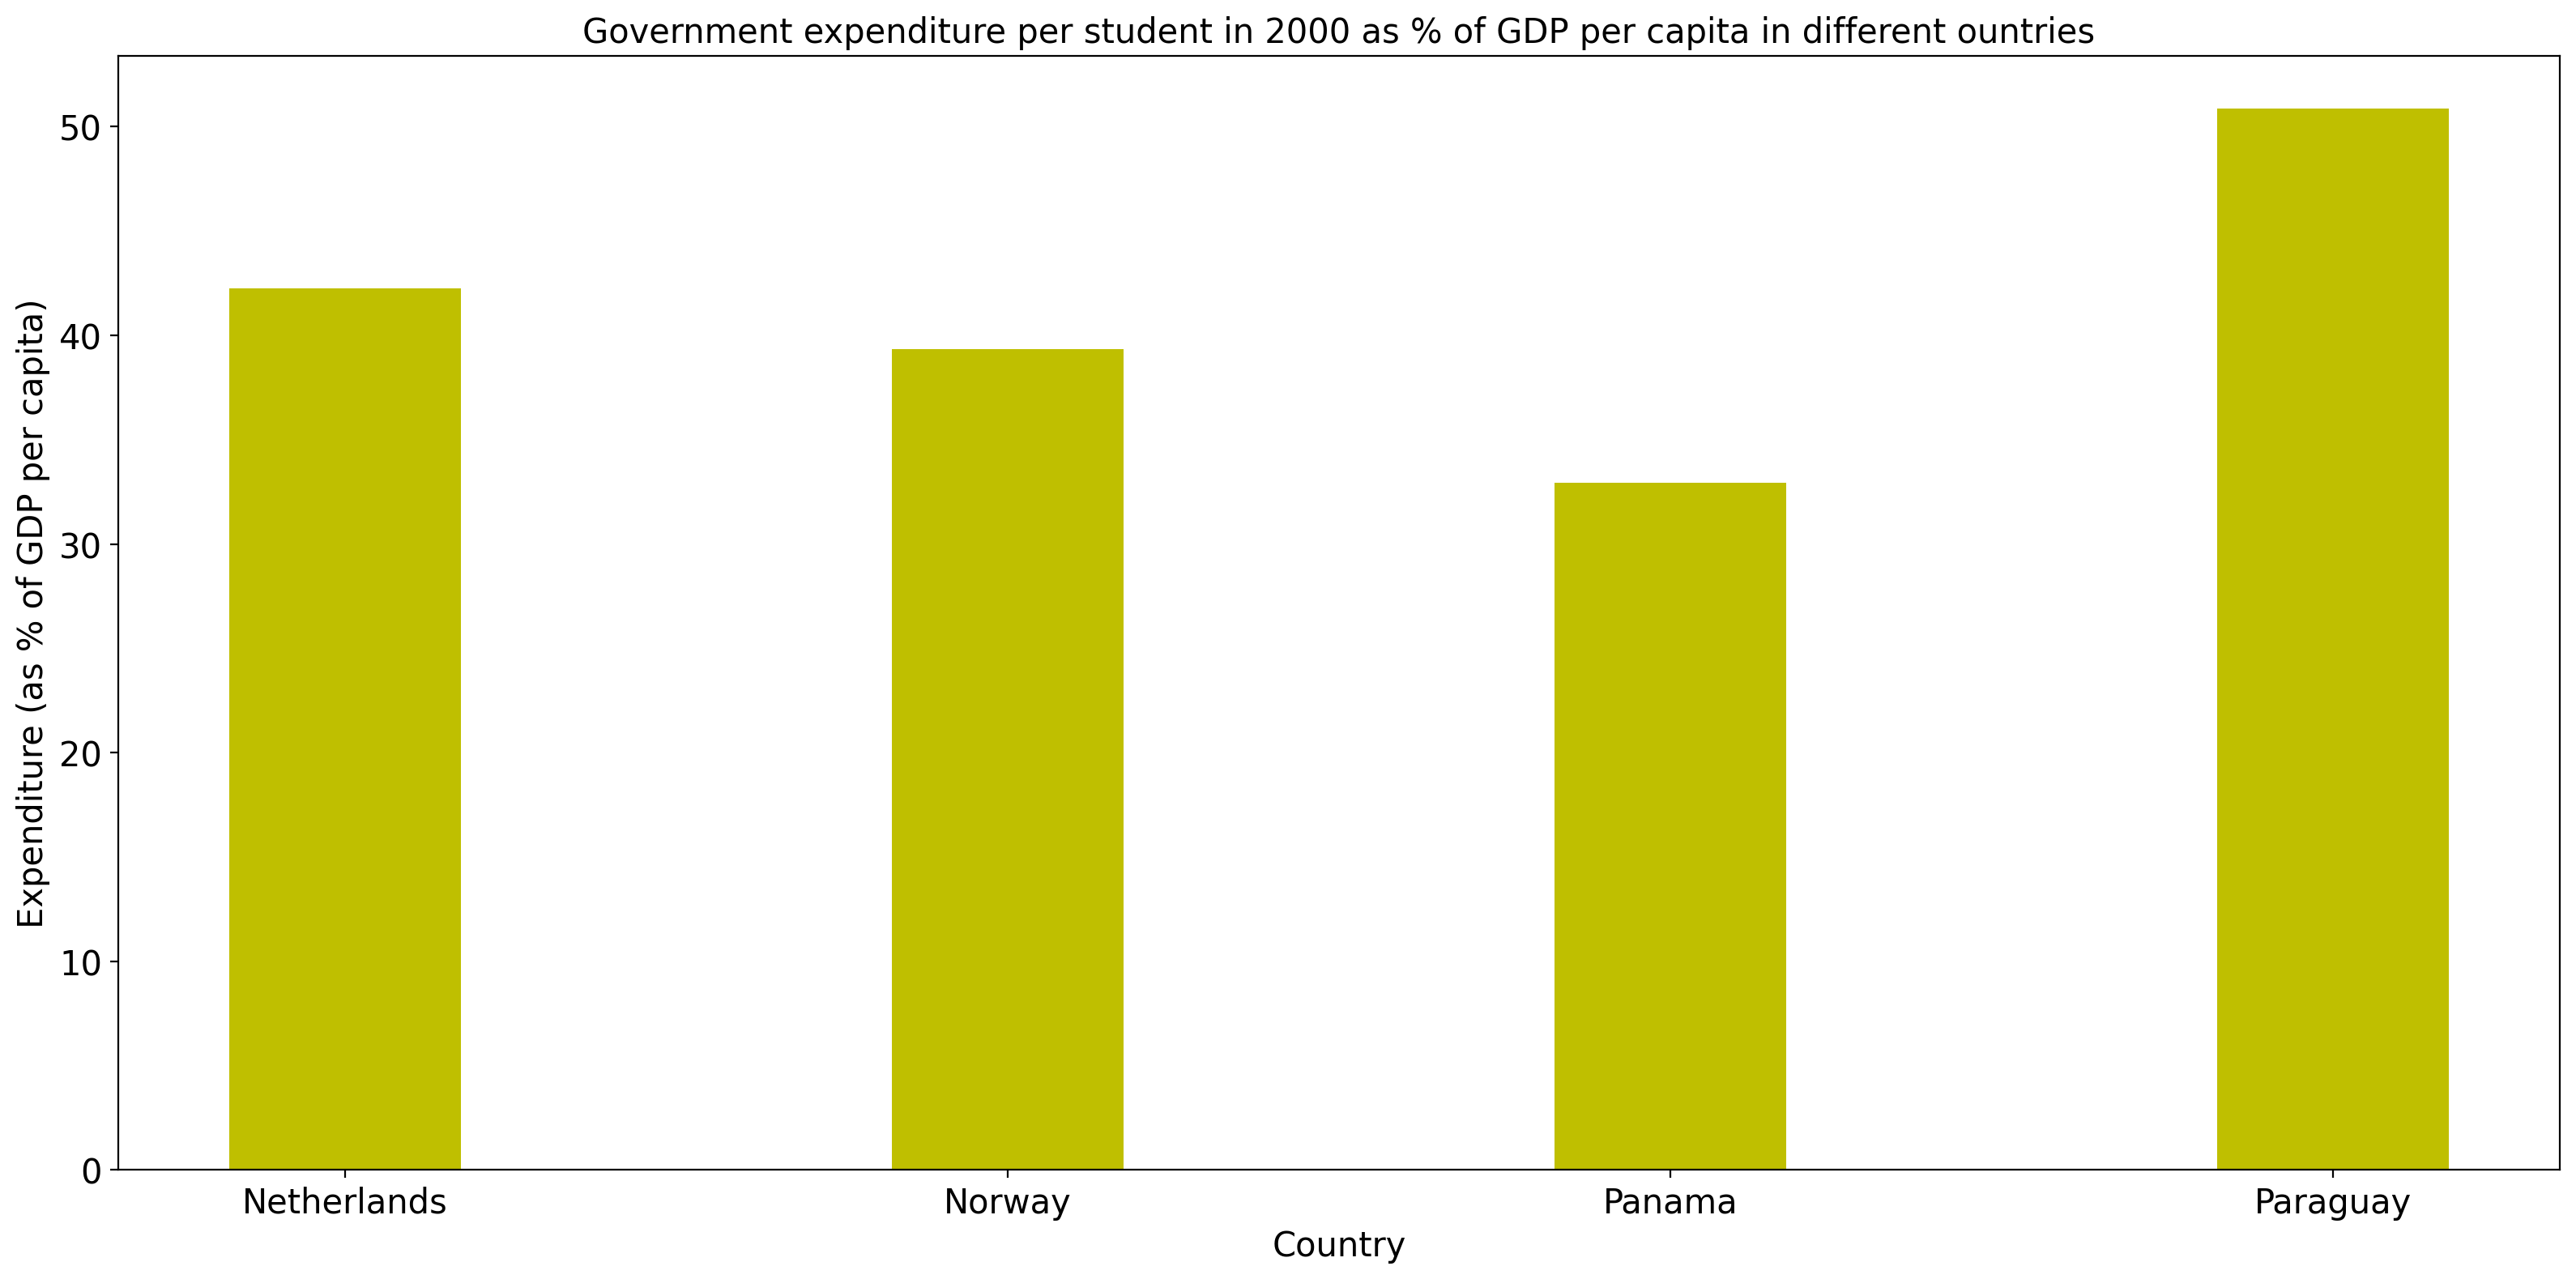 Government expenditure per student in 2000 as % of GDP per capita in different ountries
Expenditure (as % of GDP per capita)
50
40
30
20
10
0
Netherlands
Norway
Panama
Paraguay
Country